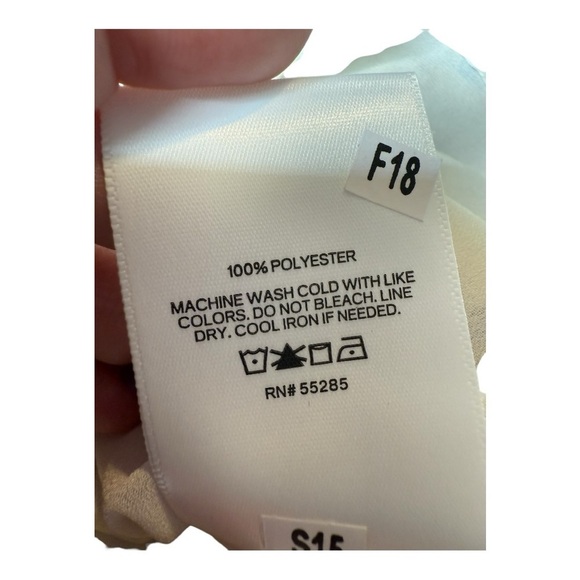 F18
100% POLYESTER
MACHINE WASH COLD WITH LIKE
COLORS. DO NOT BLEACH. LINE
DRY. COOL IRON IF NEEDED.
RN# 55285
S15